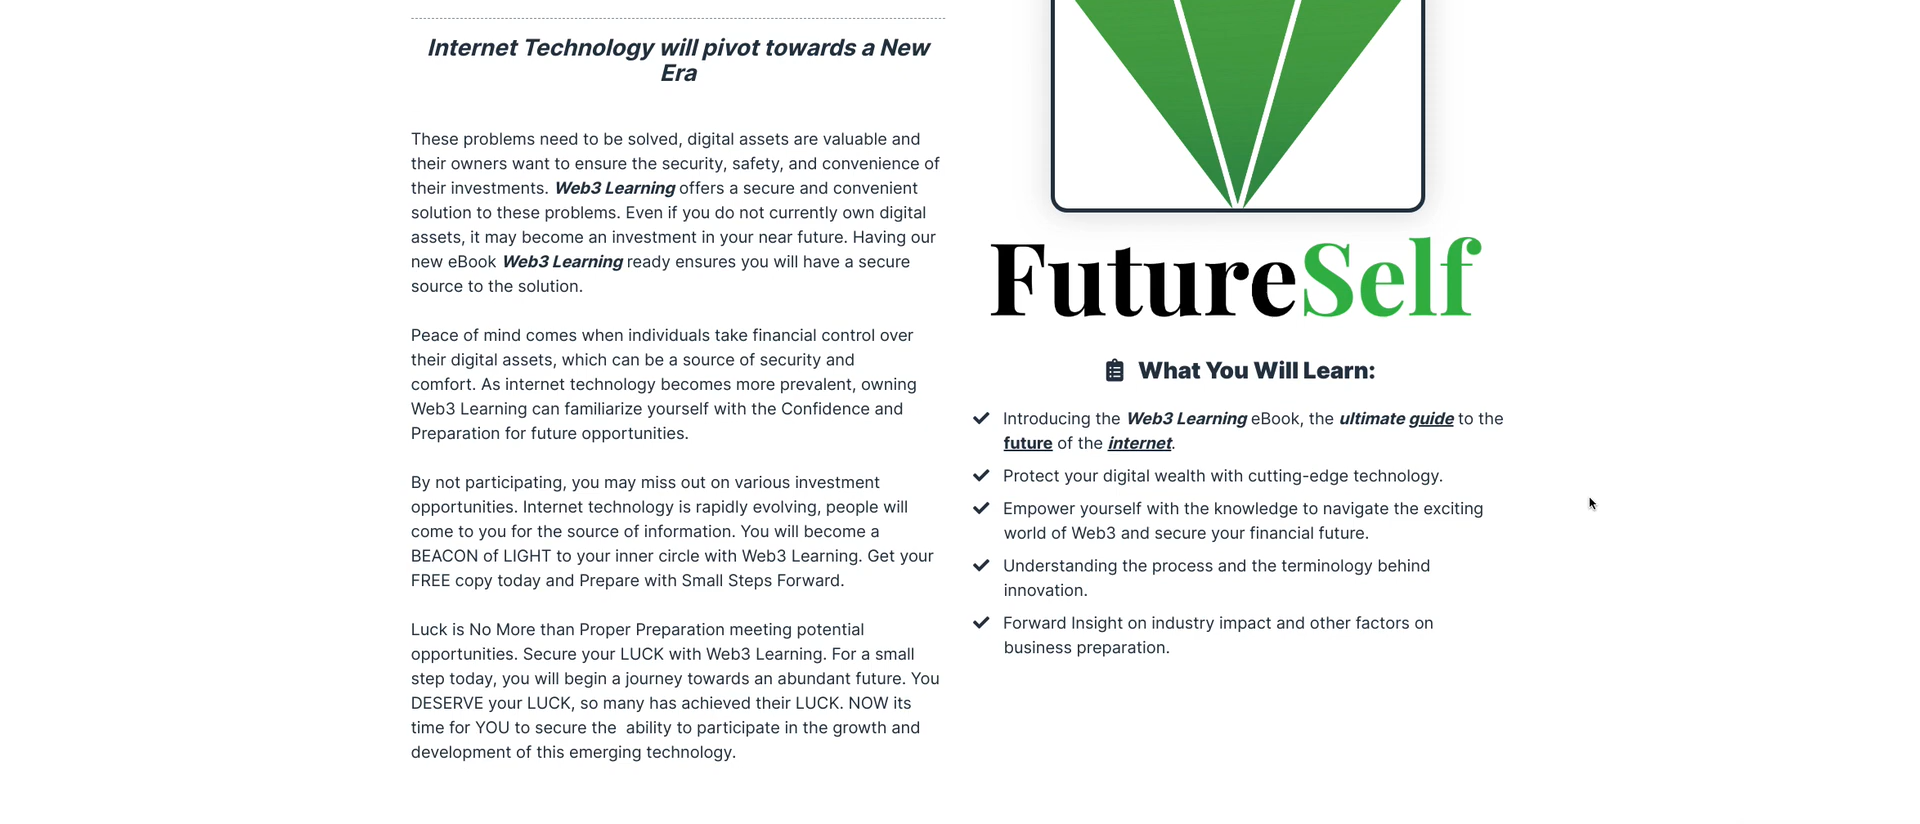 Internet Technology will pivot towards a New
Era
These problems need to be solved, digital assets are valuable and
their owners want to ensure the security, safety, and convenience of
their investments. Web3 Learning offers a secure and convenient
solution to these problems. Even if you do not currently own digital
assets, it may become an investment in your near future. Having our
new eBook Web3 Learning ready ensures you will have a secure
source to the solution.
Peace of mind comes when individuals take financial control over
their digital assets, which can be a source of security and
comfort. As internet technology becomes more prevalent, owning
Web3 Learning can familiarize yourself with the Confidence and
Preparation for future opportunities.
By not participating, you may miss out on various investment
opportunities. Internet technology is rapidly evolving, people will
come to you for the source of information. You will become a
BEACON of LIGHT to your inner circle with Web3 Learning. Get your
FREE copy today and Prepare with Small Steps Forward.
Luck is No More than Proper Preparation meeting potential
opportunities. Secure your LUCK with Web3 Learning. For a small
step today, you will begin a journey towards an abundant future. You
DESERVE your LUCK, so many has achieved their LUCK. NOW its
time for YOU to secure the  ability to participate in the growth and
development of this emerging technology.
FutureSelf
What You Will Learn:
Introducing the Web3 Learning eBook, the ultimate guide to the
future of the internet.
Protect your digital wealth with cutting-edge technology.
Empower yourself with the knowledge to navigate the exciting
world of Web3 and secure your financial future.
Understanding the process and the terminology behind
innovation.
Forward Insight on industry impact and other factors on
business preparation.